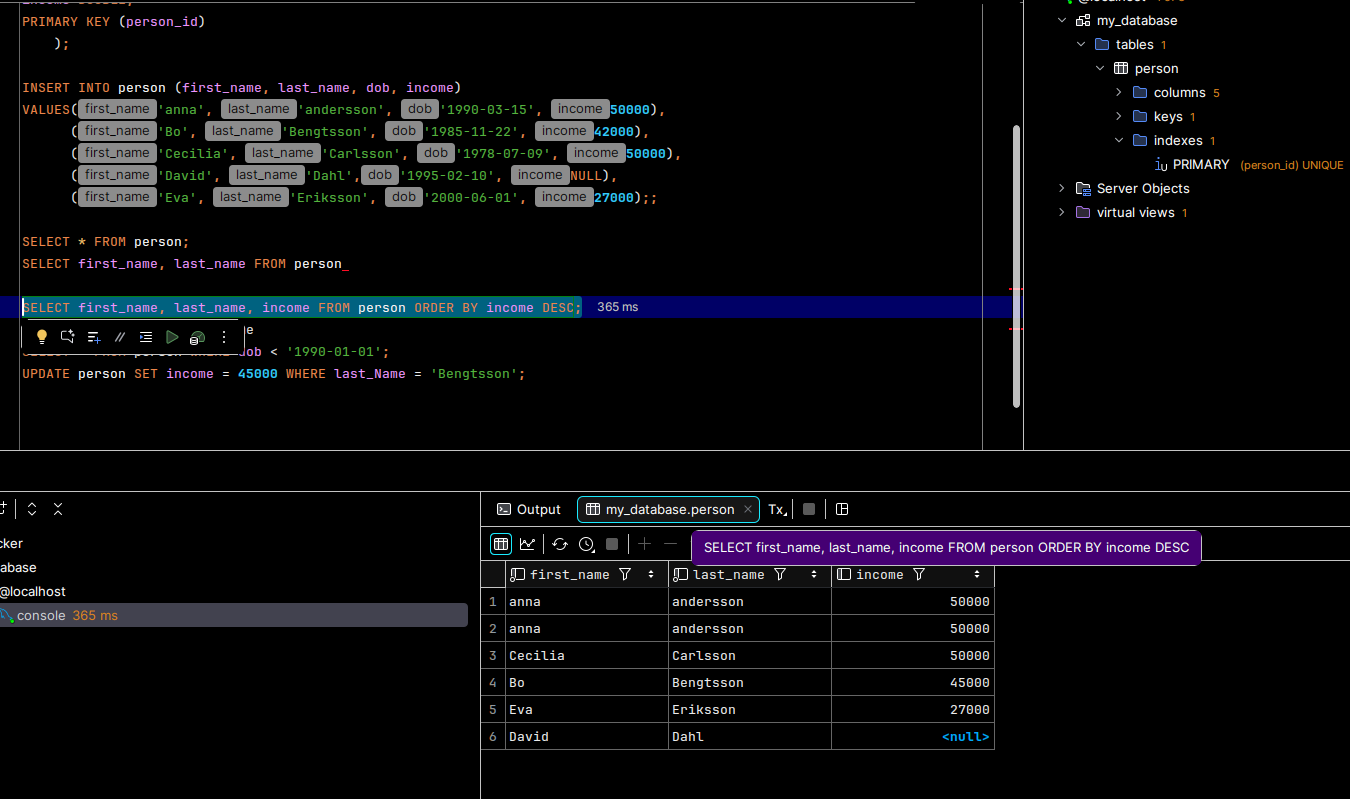 PRIMARY KEY (person_id)
);
INSERT INTO person (first_name, last_name, dob, income)
VALUES( first_name 'anna', last_name 'andersson', dob '1990-03-15', income 50000),
( first_name 'Bo', last_name 'Bengtsson', dob '1985-11-22', income 42000),
( first_name 'Cecilia', last_name 'Carlsson', dob '1978-07-09', income 50000),
( first_name 'David', last_name 'Dahl', dob '1995-02-10', income NULL),
( first_name 'Eva', last_name 'Eriksson', dob '2000-06-01', income 27000);;
SELECT * FROM person;
SELECT first_name, last_name FROM person
SELECT first_name, last_name, income FROM person ORDER BY income DESC; 365 ms
dob < '1990-01-01';
UPDATE person SET income = 45000 WHERE last_Name = 'Bengtsson';
@localhost
my_database
tables 1
person
columns 5
keys 1
indexes 1
PRIMARY (person_id) UNIQUE
Server Objects
virtual views 1
cker
abase
@localhost
console 365 ms
Output my_database.person × Tx
SELECT first_name, last_name, income FROM person ORDER BY income DESC
first_name last_name income
1 anna andersson 50000
2 anna andersson 50000
3 Cecilia Carlsson 50000
4 Bo Bengtsson 45000
5 Eva Eriksson 27000
6 David Dahl <null>